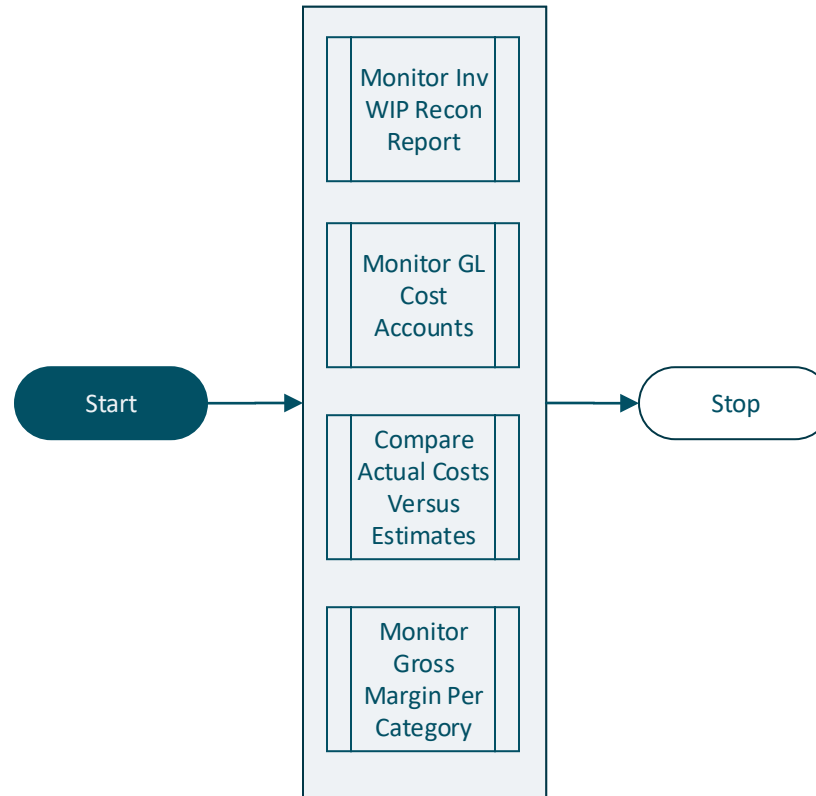 Start
Monitor Inv
WIP Recon
Report
Monitor GL
Cost
Accounts
Compare
Actual Costs
Versus
Estimates
Monitor
Gross
Margin Per
Category
Stop